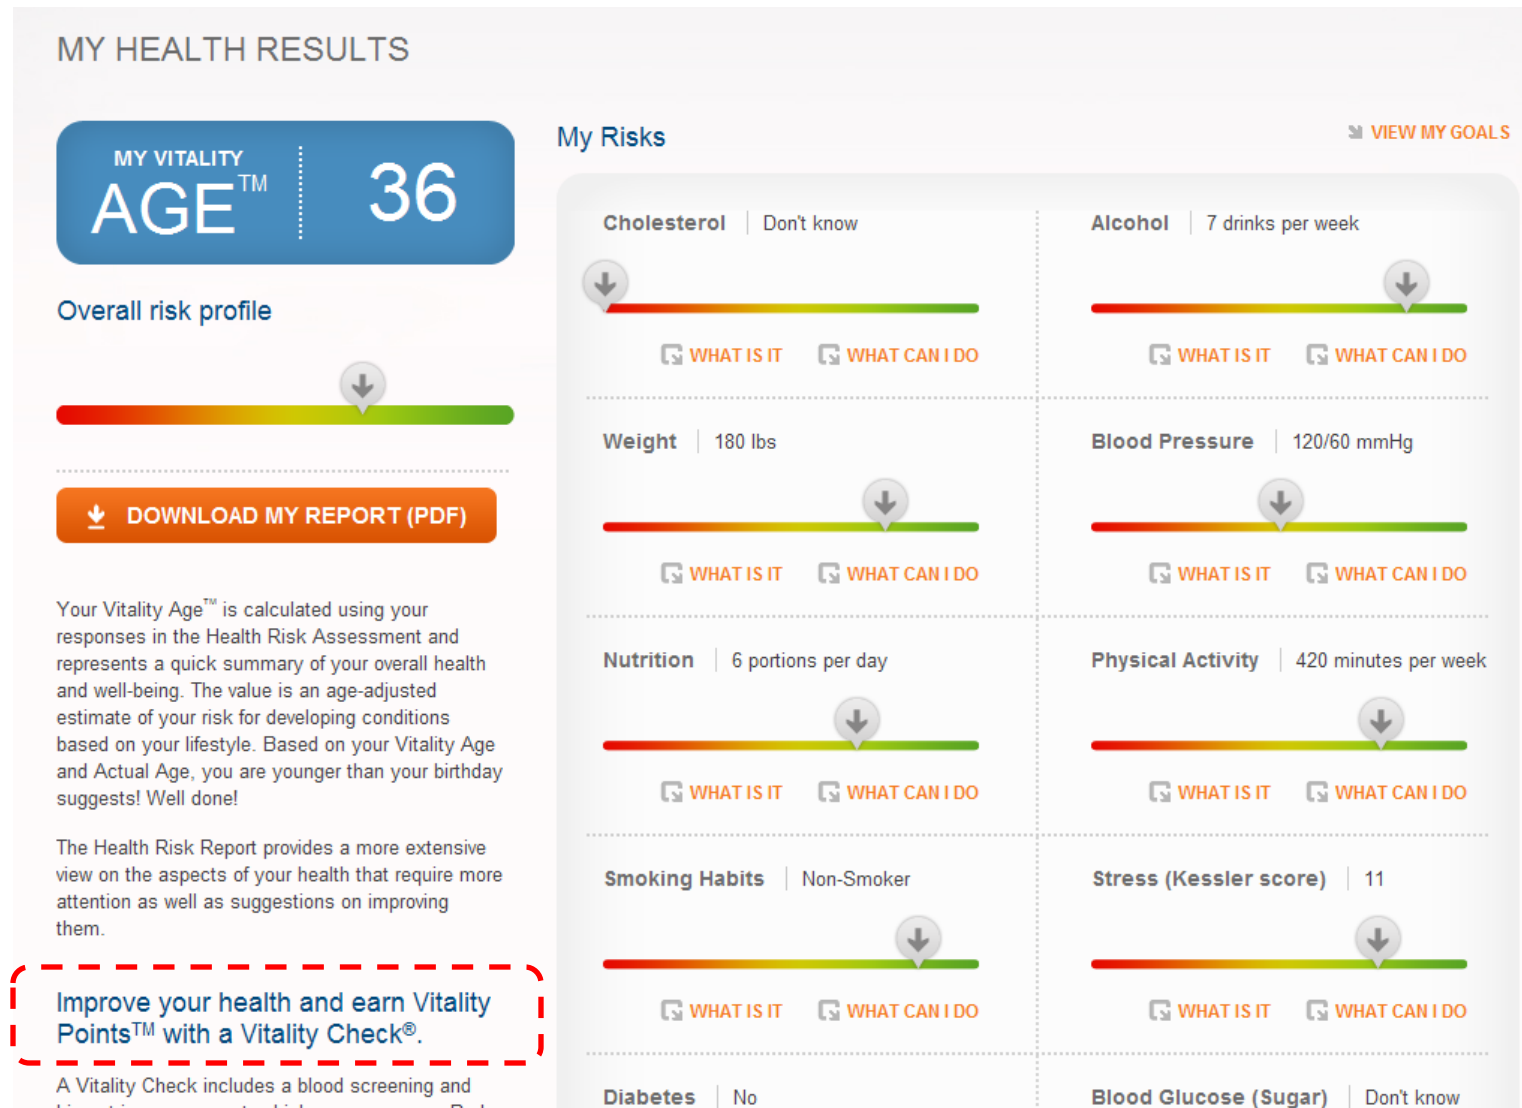 MY HEALTH RESULTS
MY VITALITY
AGE™
36
Overall risk profile
DOWNLOAD MY REPORT (PDF)
Your Vitality Age™ is calculated using your
responses in the Health Risk Assessment and
represents a quick summary of your overall health
and well-being. The value is an age-adjusted
estimate of your risk for developing conditions
based on your lifestyle. Based on your Vitality Age
and Actual Age, you are younger than your birthday
suggests! Well done!
The Health Risk Report provides a more extensive
view on the aspects of your health that require more
attention as well as suggestions on improving
them.
Improve your health and earn Vitality
Points™ with a Vitality Check®.
A Vitality Check includes a blood screening and
My Risks
VIEW MY GOALS
Cholesterol | Don't know
WHAT IS IT WHAT CAN I DO
Alcohol | 7 drinks per week
WHAT IS IT WHAT CAN I DO
Weight | 180 lbs
WHAT IS IT WHAT CAN I DO
Blood Pressure | 120/60 mmHg
WHAT IS IT WHAT CAN I DO
Nutrition | 6 portions per day
WHAT IS IT WHAT CAN I DO
Physical Activity | 420 minutes per week
WHAT IS IT WHAT CAN I DO
Smoking Habits | Non-Smoker
WHAT IS IT WHAT CAN I DO
Stress (Kessler score) | 11
WHAT IS IT WHAT CAN I DO
Diabetes | No
Blood Glucose (Sugar) | Don't know